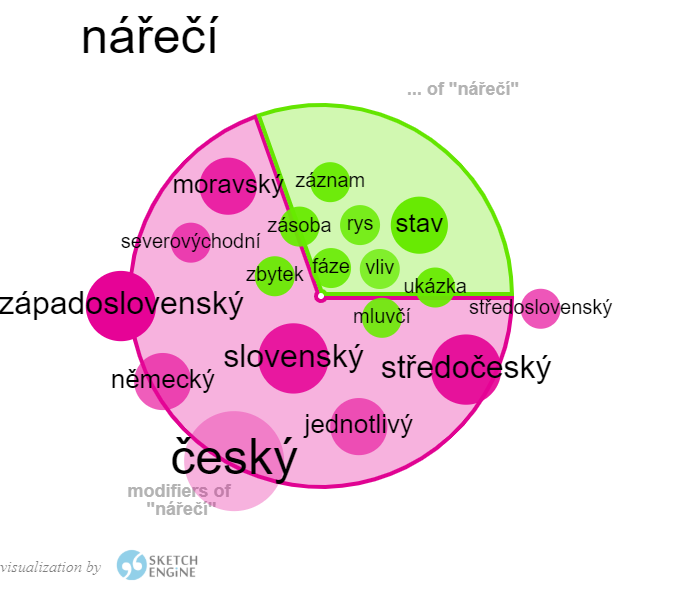 nářečí
... of "nářečí"
moravský
záznam
zásoba
rys
stav
severovýchodní
zbytek
fáze
vliv
ukázka
západoslovenský
mluvčí
středoslovenský
slovenský
středočeský
německý
jednotlivý
český
modifiers of
"nářečí"
visualization by
SKETCH
ENGINE